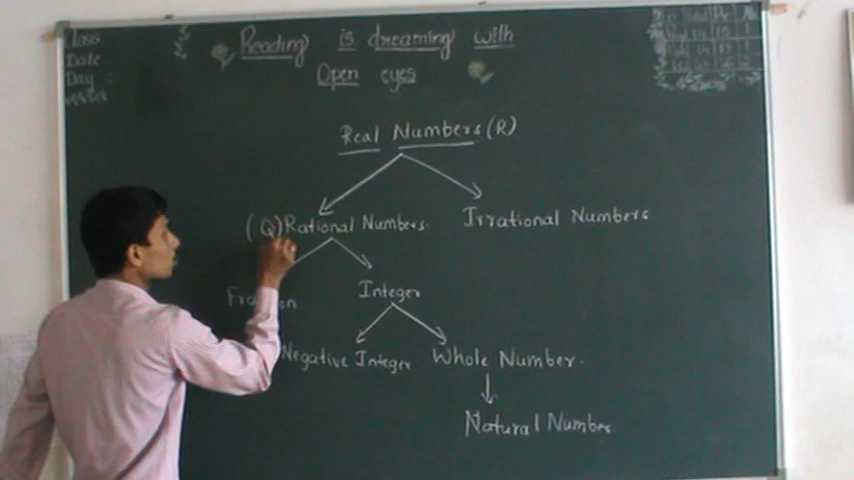 Date
Day
Reading is dreaming with
Open eyes
Real Numbers (R)
(Q) Rational Numbers.
Irrational Numbers
Integer
Negative Integer
Whole Number.
Natural Number.